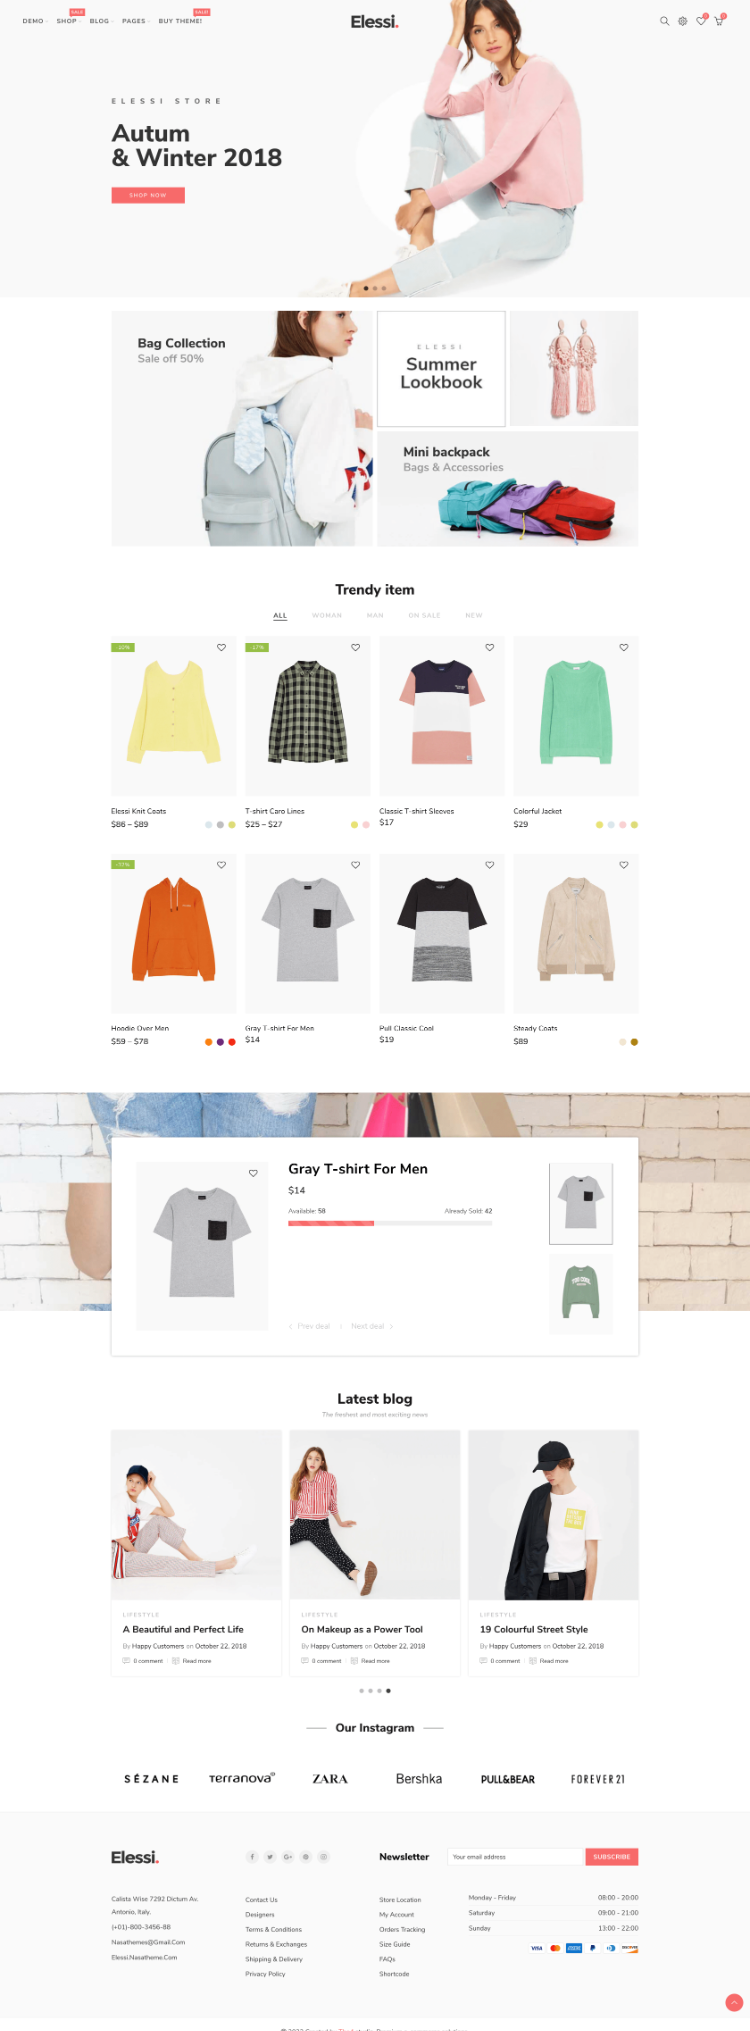 SALE
SALE!
DEMO SHOP BLOG PAGES BUY THEME!
Elessi.
ELESSI STORE
Autum
& Winter 2018
SHOP NOW
Bag Collection
Sale off 50%
ELESSI
Summer
Lookbook
Mini backpack
Bags & Accessories
Trendy item
ALL WOMAN MAN ON SALE NEW
Elessi Knit Coats
$86 – $89
T-shirt Caro Lines
$25 – $27
Classic T-shirt Sleeves
$17
Colorful Jacket
$29
Hoodie Over Men
$59 – $78
Gray T-shirt For Men
$14
Pull Classic Cool
$19
Steady Coats
$89
Gray T-shirt For Men
$14
Available: 58 Already Sold: 42
Prev deal Next deal
Latest blog
The freshest and most exciting news
LIFESTYLE
A Beautiful and Perfect Life
By Happy Customers on October 22, 2018
0 comment Read more
LIFESTYLE
On Makeup as a Power Tool
By Happy Customers on October 22, 2018
0 comment Read more
LIFESTYLE
19 Colourful Street Style
By Happy Customers on October 22, 2018
0 comment Read more
Our Instagram
SÉZANE Terranova ZARA Bershka PULL&BEAR FOREVER 21
Elessi.
Newsletter
Your email address
SUBSCRIBE
Calista Wise 7292 Dictum Av.
Antonio, Italy.
(+01)-800-3456-88
Nasathemes@Gmail.Com
Elessi.Nasatheme.Com
Contact Us
Designers
Terms & Conditions
Returns & Exchanges
Shipping & Delivery
Privacy Policy
Store Location
My Account
Orders Tracking
Size Guide
FAQs
Shortcode
Monday - Friday 08:00 - 20:00
Saturday 09:00 - 21:00
Sunday 13:00 - 22:00
VISA
DISCOVER